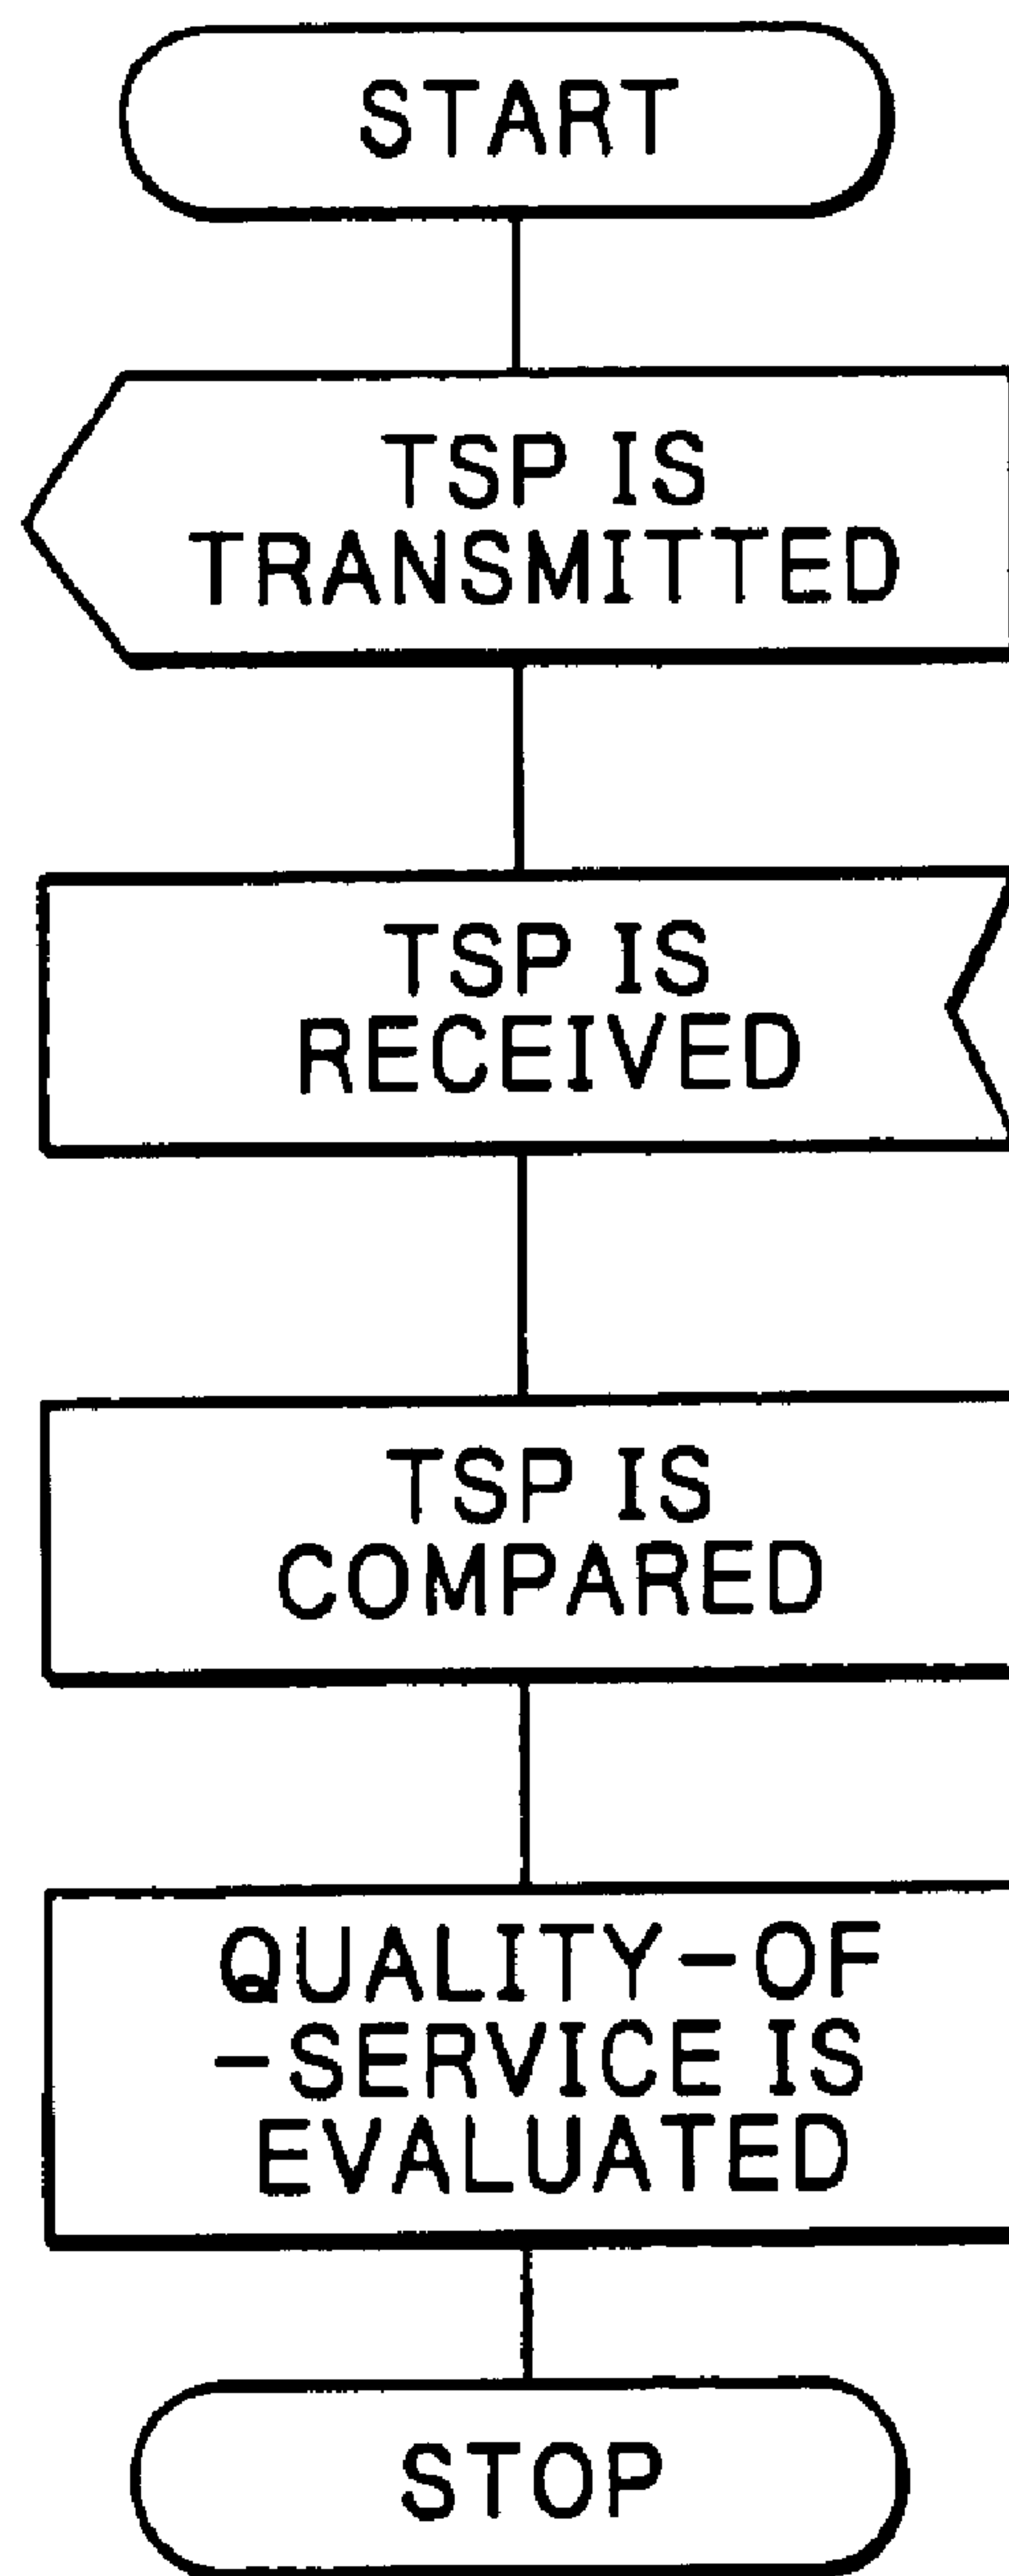 START
TSP IS
TRANSMITTED
TSP IS
RECEIVED
TSP IS
COMPARED
QUALITY-OF
-SERVICE IS
EVALUATED
STOP